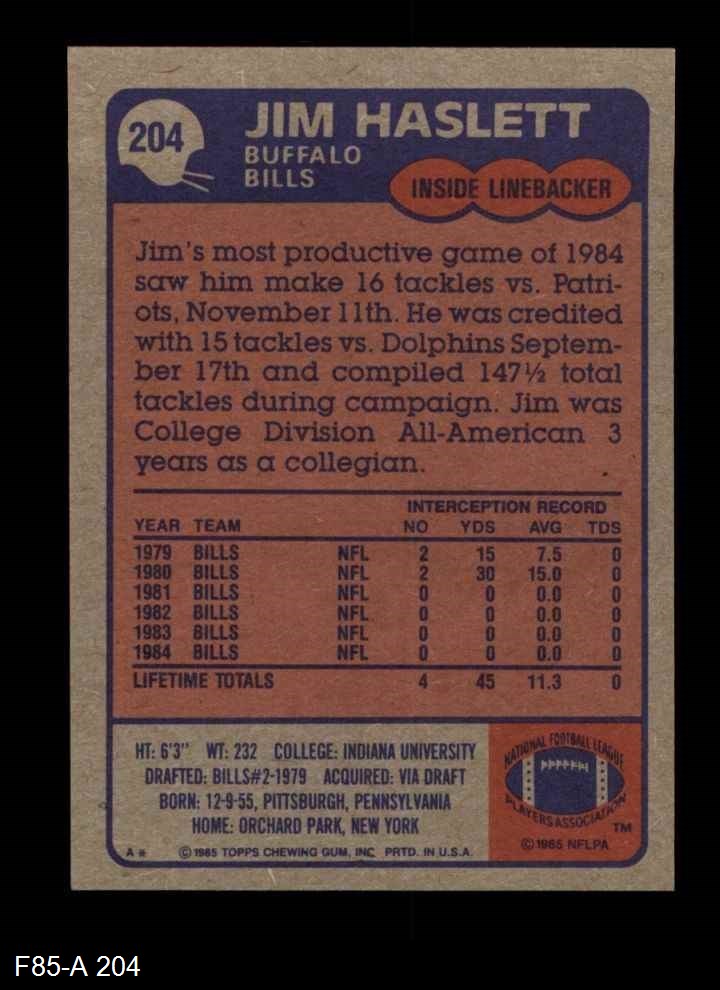 204
JIM HASLETT
BUFFALO
BILLS
INSIDE LINEBACKER
Jim's most productive game of 1984
saw him make 16 tackles vs. Patri-
ots, November 11th. He was credited
with 15 tackles vs. Dolphins Septem-
ber 17th and compiled 147½ total
tackles during campaign. Jim was
College Division All-American 3
years as a collegian.
INTERCEPTION RECORD
YEAR TEAM NO YDS AVG TDS
1979 BILLS NFL 2 15 7.5 0
1980 BILLS NFL 2 30 15.0 0
1981 BILLS NFL 0 0 0.0 0
1982 BILLS NFL 0 0 0.0 0
1983 BILLS NFL 0 0 0.0 0
1984 BILLS NFL 0 0 0.0 0
LIFETIME TOTALS 4 45 11.3 0
HT: 6'3" WT: 232 COLLEGE: INDIANA UNIVERSITY
DRAFTED: BILLS#2-1979 ACQUIRED: VIA DRAFT
BORN: 12-9-55, PITTSBURGH, PENNSYLVANIA
HOME: ORCHARD PARK, NEW YORK
A* © 1985 TOPPS CHEWING GUM, INC. PRTD. IN U.S.A.
NATIONAL FOOTBALL LEAGUE
PLAYERS ASSOCIATION
TM
© 1985 NFLPA
F85-A 204